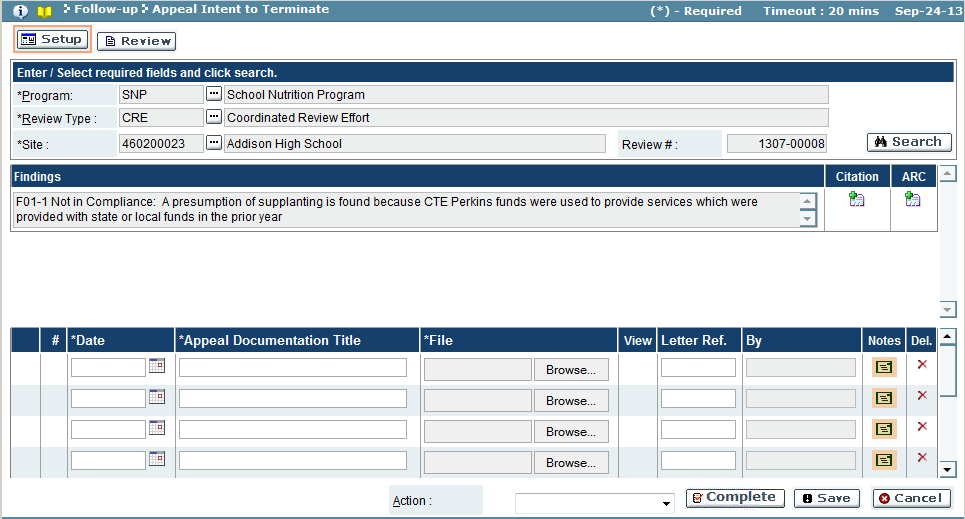 Follow-up Appeal Intent to Terminate (*) - Required Timeout : 20 mins Sep-24-13
Setup Review
Enter / Select required fields and click search.
*Program: SNP ... School Nutrition Program
*Review Type : CRE ... Coordinated Review Effort
*Site : 460200023 ... Addison High School Review # : 1307-00008 Search
Findings Citation ARC
F01-1 Not in Compliance: A presumption of supplanting is found because CTE Perkins funds were used to provide services which were
provided with state or local funds in the prior year
# *Date *Appeal Documentation Title *File View Letter Ref. By Notes Del.
Browse...
Browse...
Browse...
Browse...
Action : Complete Save Cancel